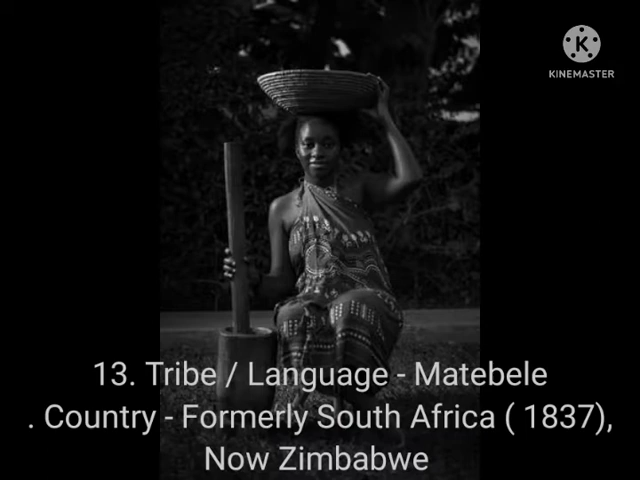 K
KINEMASTER
13. Tribe / Language - Matebele
. Country - Formerly South Africa ( 1837),
Now Zimbabwe